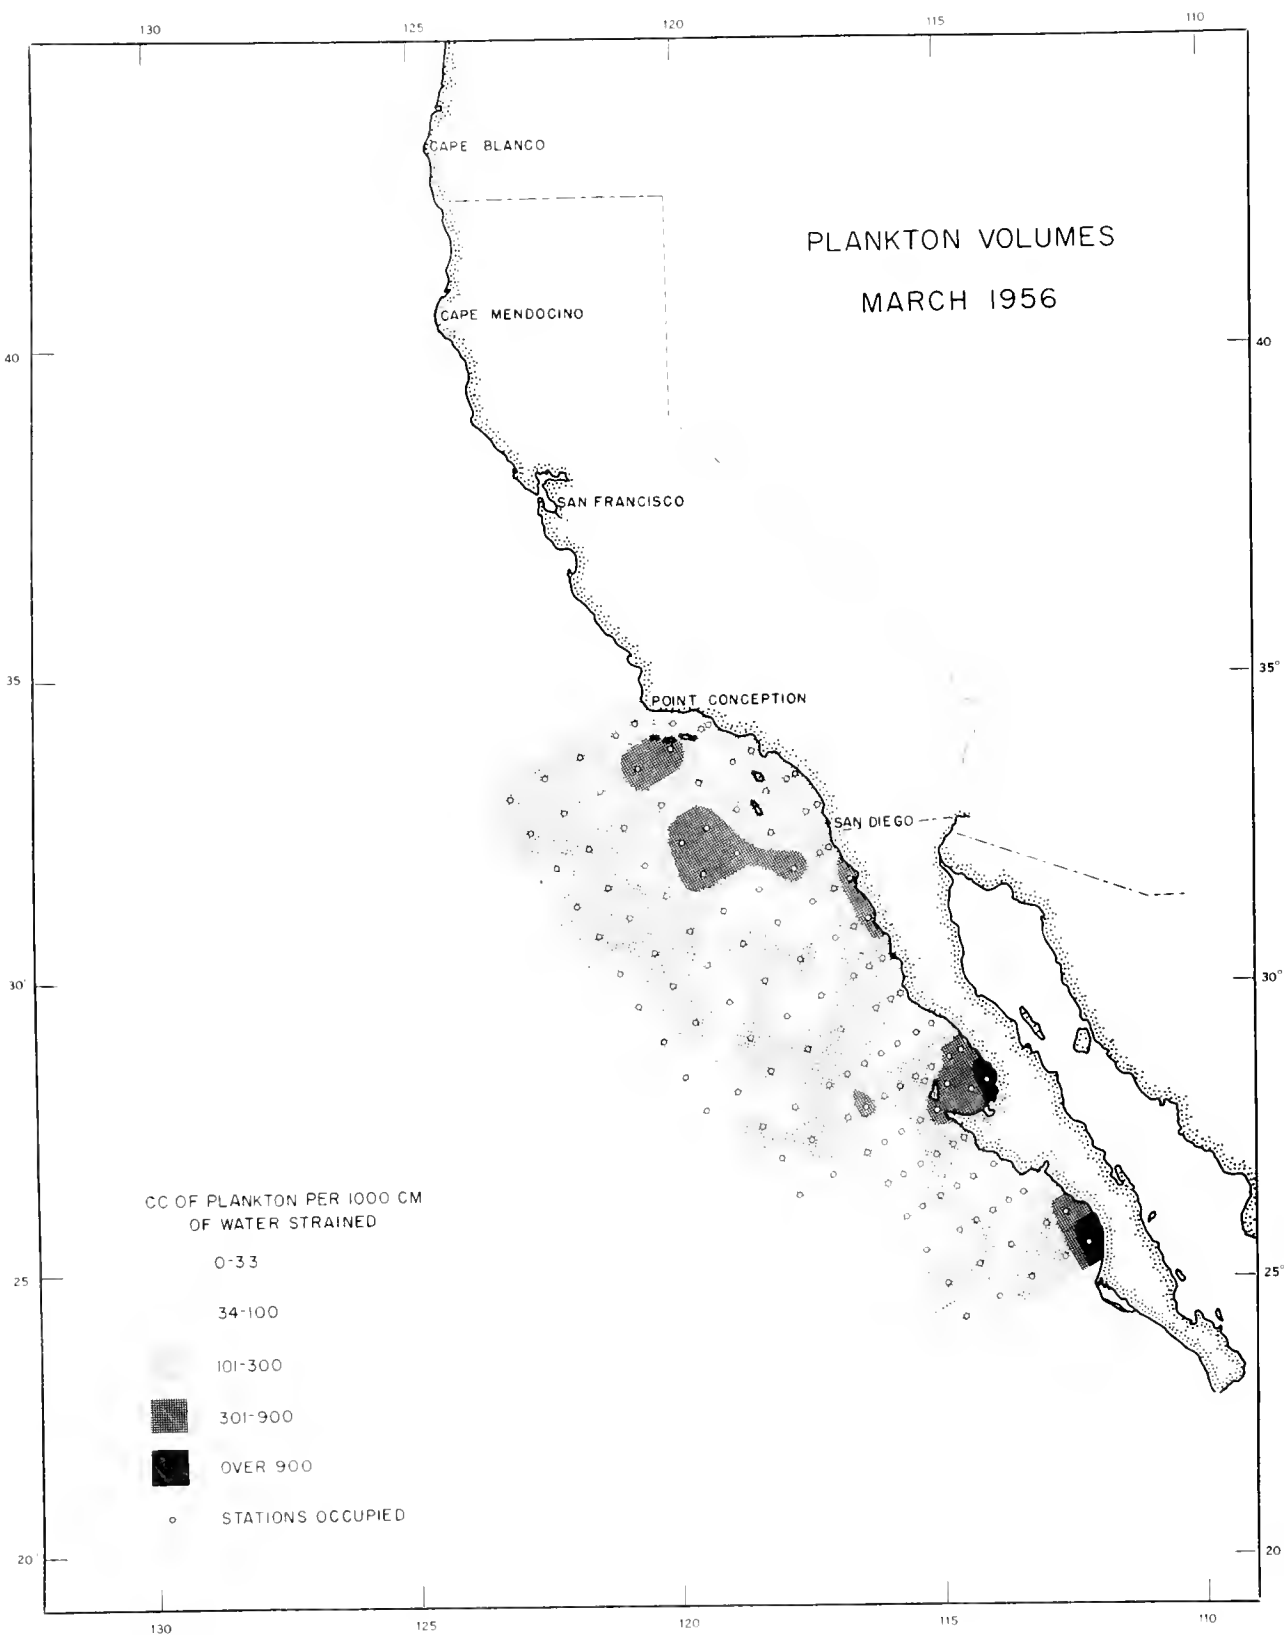 130 125 120 115 110
CAPE BLANCO
PLANKTON VOLUMES
MARCH 1956
CAPE MENDOCINO
40 40
SAN FRANCISCO
35 35°
POINT CONCEPTION
SAN DIEGO
30° 30°
CC OF PLANKTON PER 1000 CM
OF WATER STRAINED
0-33
25 25°
34-100
101-300
301-900
OVER 900
STATIONS OCCUPIED
20 20
130 125 120 115 110